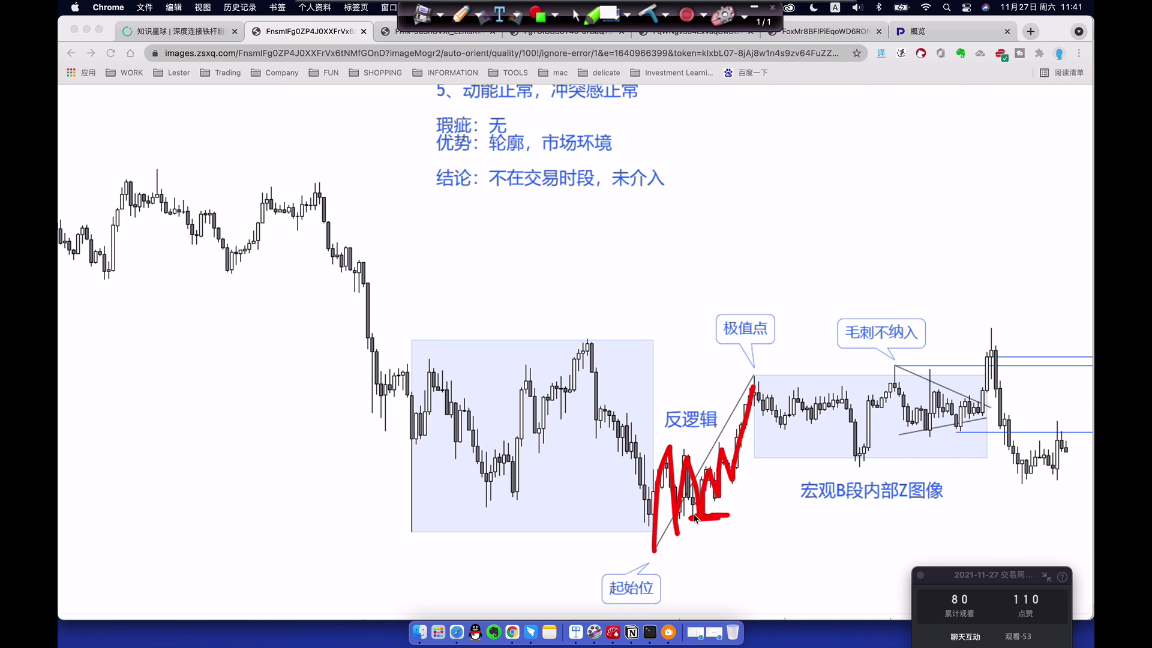 Chrome 文件 编辑 视图 历史记录 书签 个人资料 标签页 窗口
A 11月27日 周六 11:41
1/1
知识星球 | 深度连接铁杆粉
FnsmIFg0ZP4J0XXFrVx6
FoxMr8BFlPlEqoWD6RO
概览
images.zsxq.com/FnsmIFg0ZP4J0XXFrVx6tNMfGOnD?imageMogr2/auto-orient/quality/100!/ignore-error/1&e=1640966399&token=
应用 WORK Lester Trading Company FUN SHOPPING INFORMATION TOOLS mac delicate Investment Learni... 百度一下 阅读清单
5、动能正常，冲突感正常
瑕疵：无
优势：轮廓，市场环境
结论：不在交易时段，未介入
极值点
毛刺不纳入
反逻辑
宏观B段内部Z图像
起始位
2021-11-27 交易周...
80 110
累计观看 点赞
聊天互动 观看·53